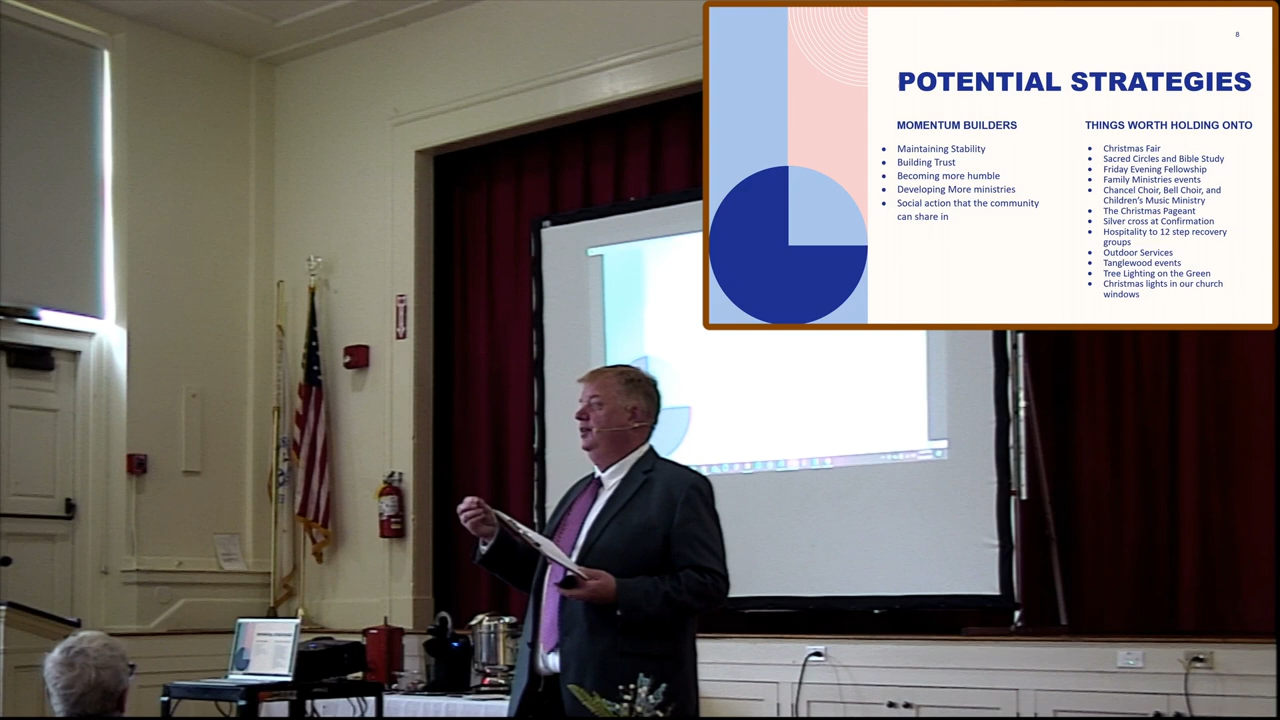 8
POTENTIAL STRATEGIES
MOMENTUM BUILDERS
• Maintaining Stability
• Building Trust
• Becoming more humble
• Developing More ministries
• Social action that the community
can share in
THINGS WORTH HOLDING ONTO
• Christmas Fair
• Sacred Circles and Bible Study
• Friday Evening Fellowship
• Family Ministries events
• Chancel Choir, Bell Choir, and
Children's Music Ministry
• The Christmas Pageant
• Silver cross at Confirmation
• Hospitality to 12 step recovery
groups
• Outdoor Services
• Tanglewood events
• Tree Lighting on the Green
• Christmas lights in our church
windows